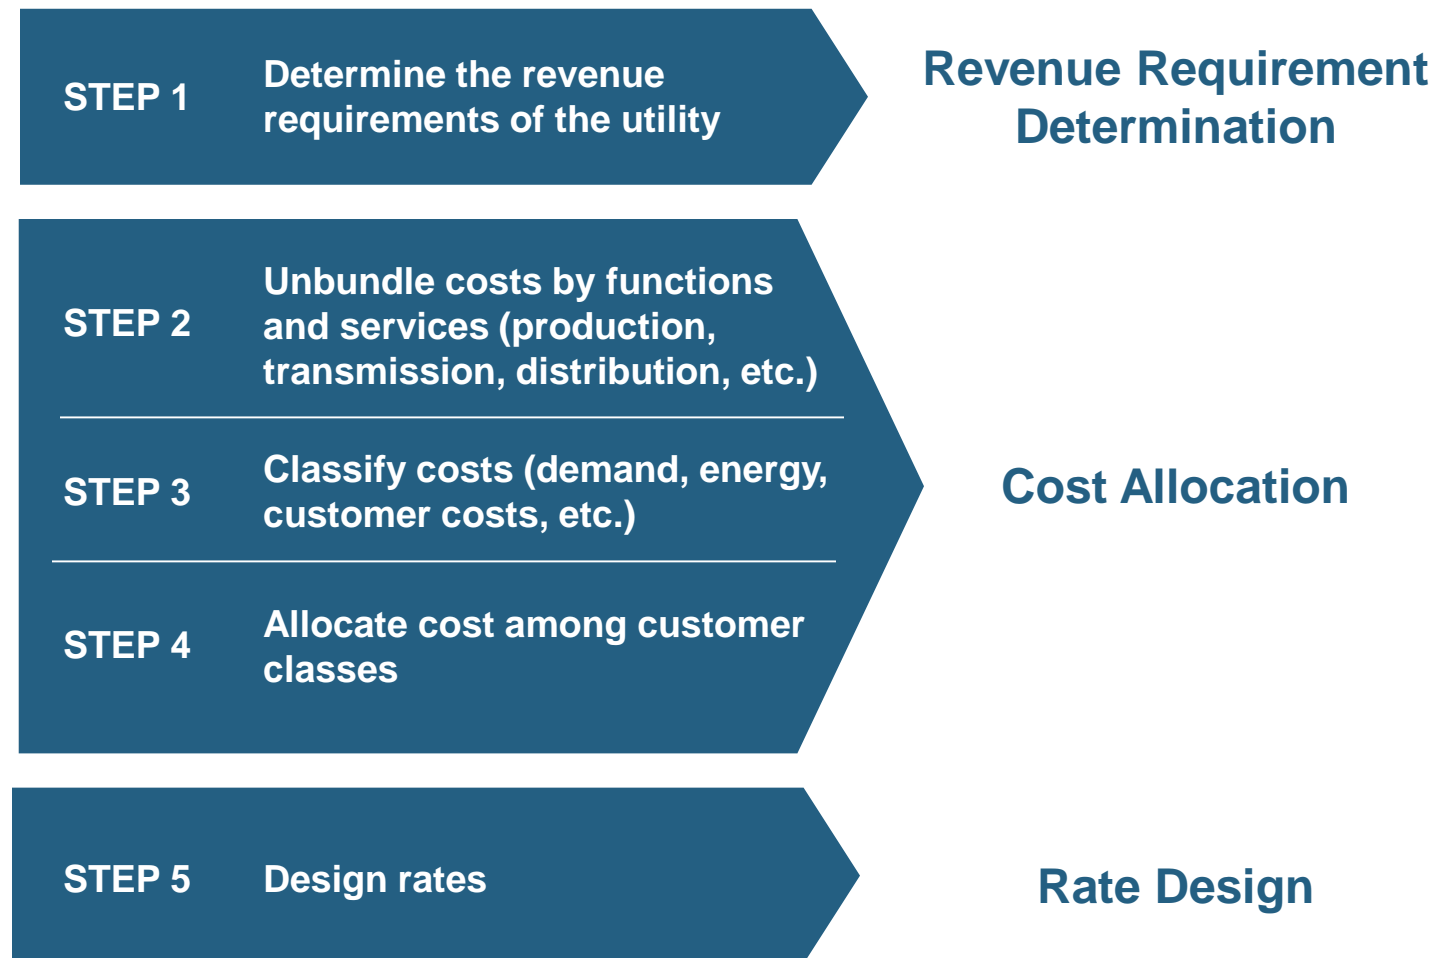 STEP 1
Determine the revenue
requirements of the utility
Revenue Requirement
Determination
STEP 2
Unbundle costs by functions
and services (production,
transmission, distribution, etc.)
STEP 3
Classify costs (demand, energy,
customer costs, etc.)
STEP 4
Allocate cost among customer
classes
Cost Allocation
STEP 5
Design rates
Rate Design